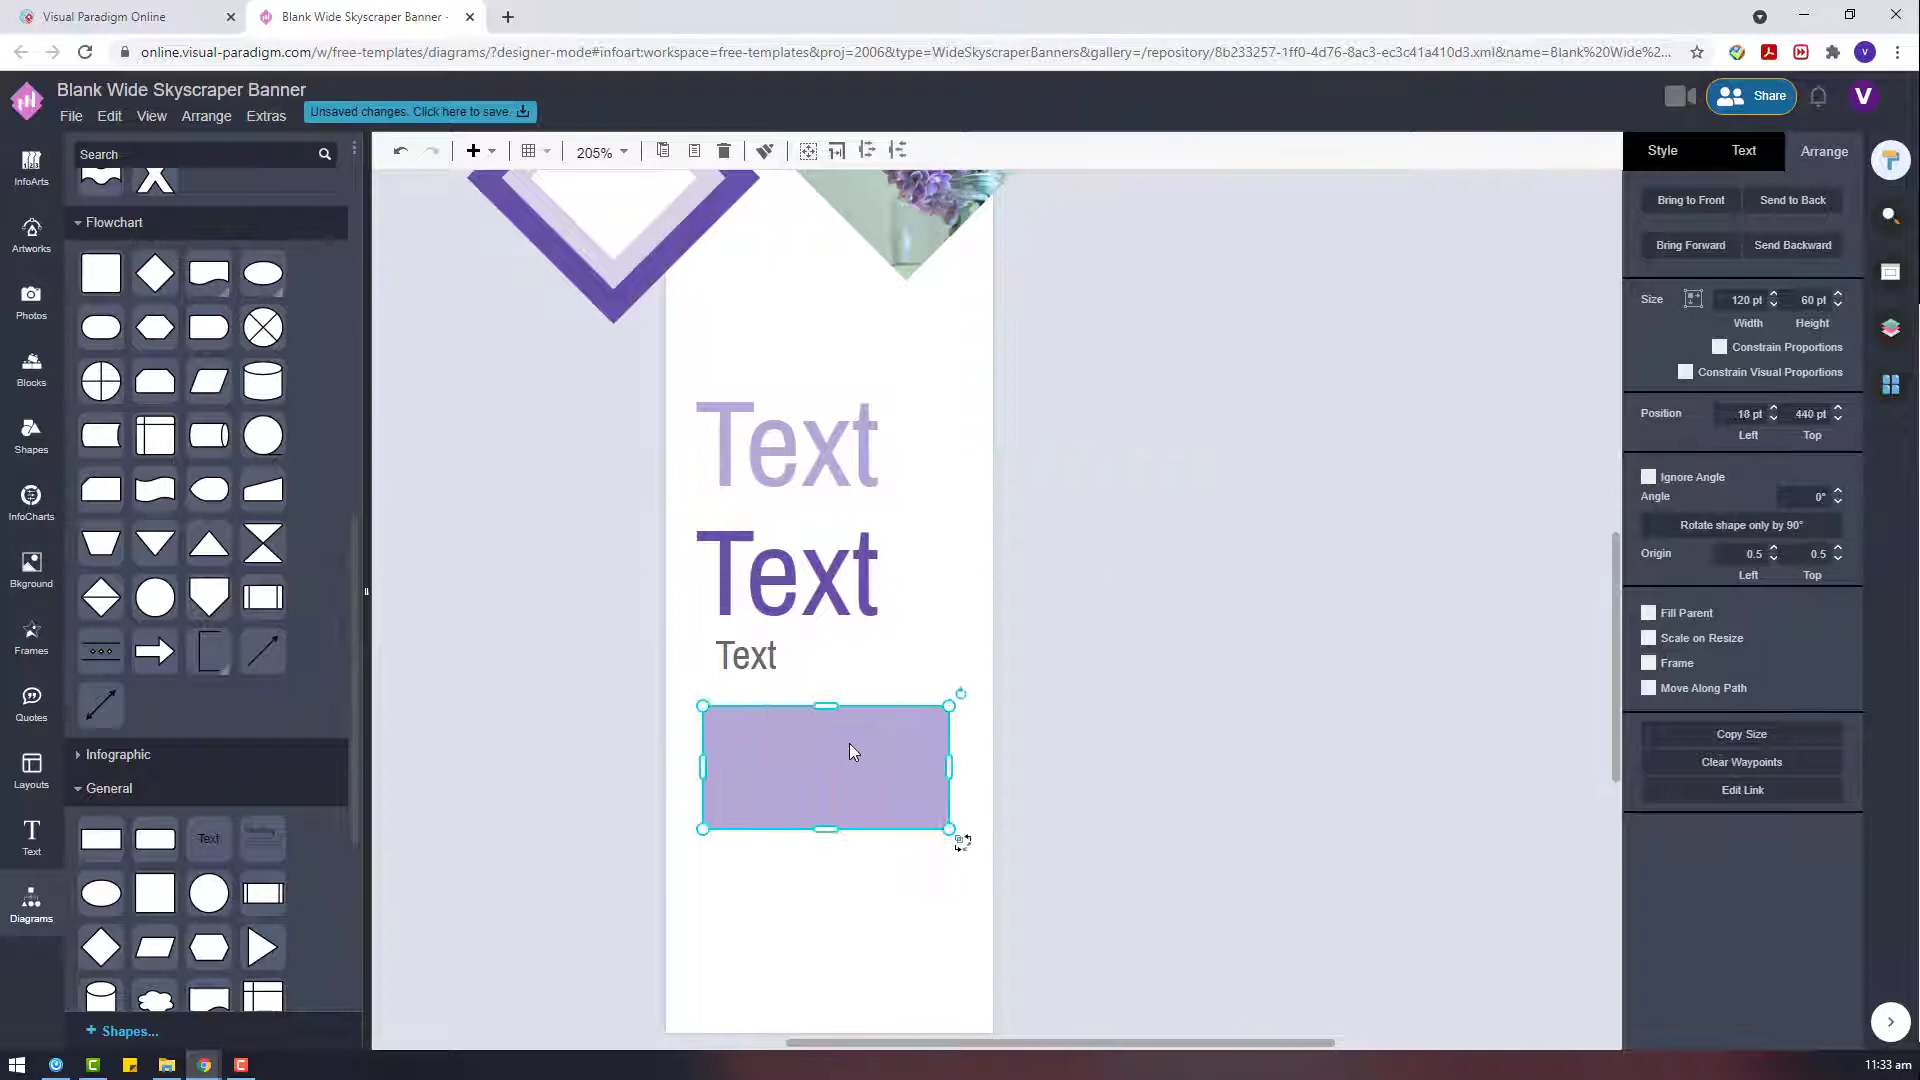 Visual Paradigm Online
Blank Wide Skyscraper Banner -
online.visual-paradigm.com/w/free-templates/diagrams/?designer-mode#infoart:workspace=free-templates&proj=2006&type=WideSkyscraperBanners&gallery=/repository/8b233257-1ff0-4d76-8ac3-ec3c41a410d3.xml&name=Blank%20Wide%2...
V
Blank Wide Skyscraper Banner
File Edit View Arrange Extras
Unsaved changes. Click here to save.
Share
V
InfoArts
Artworks
Photos
Blocks
Shapes
InfoCharts
Bkground
Frames
Quotes
Layouts
Text
Diagrams
Search
Flowchart
Infographic
General
Text
+ Shapes...
205%
Text
Text
Text
Style Text Arrange
Bring to Front Send to Back
Bring Forward Send Backward
Size 120 pt 60 pt
Width Height
Constrain Proportions
Constrain Visual Proportions
Position 18 pt 440 pt
Left Top
Ignore Angle
Angle 0°
Rotate shape only by 90°
Origin 0.5 0.5
Left Top
Fill Parent
Scale on Resize
Frame
Move Along Path
Copy Size
Clear Waypoints
Edit Link
11:33 am